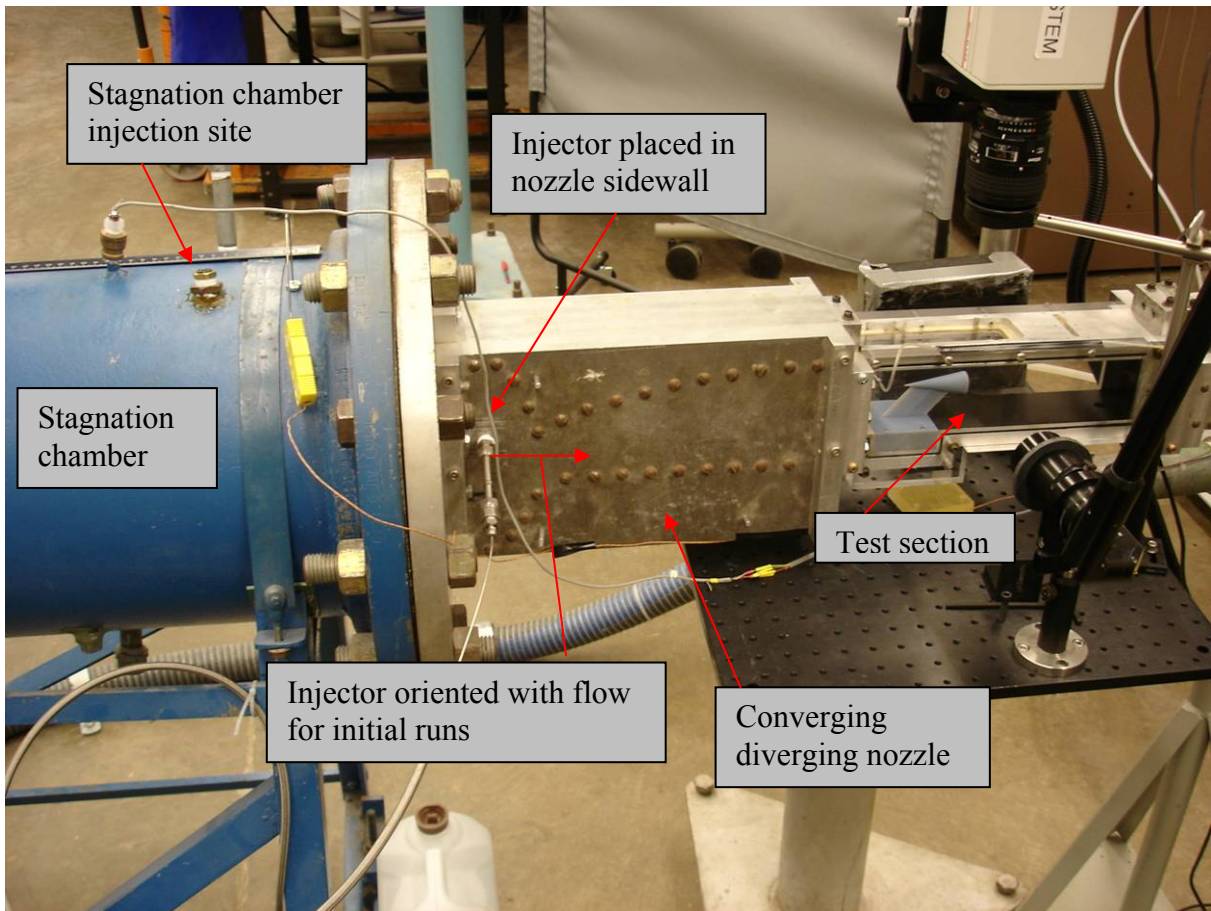 STEM
Stagnation chamber
injection site
Injector placed in
nozzle sidewall
Stagnation
chamber
Test section
Injector oriented with flow
for initial runs
Converging
diverging nozzle